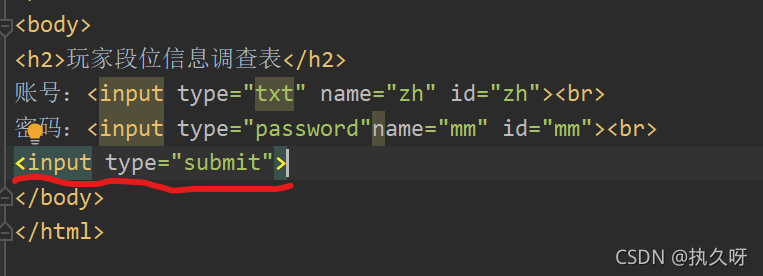 <body>
<h2>玩家段位信息调查表</h2>
账号：<input type="txt" name="zh" id="zh"><br>
密码：<input type="password"name="mm" id="mm"><br>
<input type="submit">
</body>
</html>
CSDN @执久呀